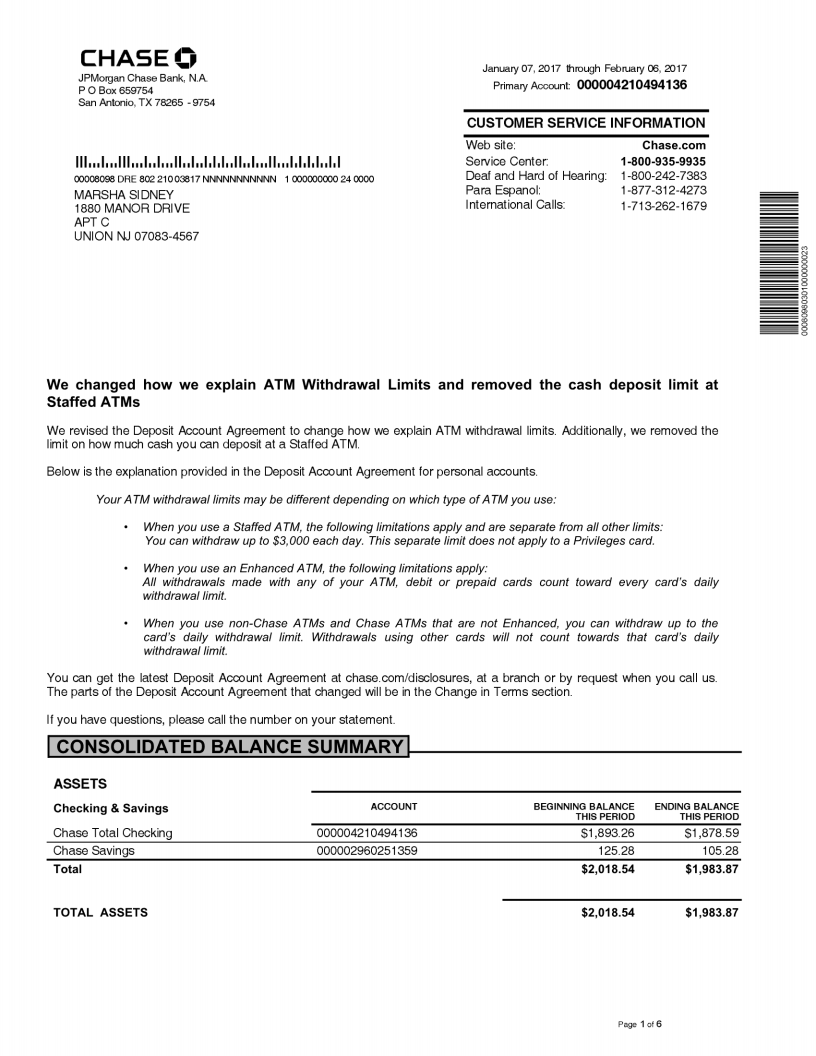 CHASE
JPMorgan Chase Bank, N.A.
P O Box 659754
San Antonio, TX 78265 - 9754
January 07, 2017 through February 06, 2017
Primary Account: 000004210494136
CUSTOMER SERVICE INFORMATION
Web site: Chase.com
Service Center: 1-800-935-9935
Deaf and Hard of Hearing: 1-800-242-7383
Para Espanol: 1-877-312-4273
International Calls: 1-713-262-1679
00008098 DRE 802 210 03817 NNNNNNNNNNN 1 000000000 24 0000
MARSHA SIDNEY
1880 MANOR DRIVE
APT C
UNION NJ 07083-4567
00080980301000000023
We changed how we explain ATM Withdrawal Limits and removed the cash deposit limit at
Staffed ATMs
We revised the Deposit Account Agreement to change how we explain ATM withdrawal limits. Additionally, we removed the
limit on how much cash you can deposit at a Staffed ATM.
Below is the explanation provided in the Deposit Account Agreement for personal accounts.
Your ATM withdrawal limits may be different depending on which type of ATM you use:
• When you use a Staffed ATM, the following limitations apply and are separate from all other limits:
You can withdraw up to $3,000 each day. This separate limit does not apply to a Privileges card.
• When you use an Enhanced ATM, the following limitations apply:
All withdrawals made with any of your ATM, debit or prepaid cards count toward every card's daily
withdrawal limit.
• When you use non-Chase ATMs and Chase ATMs that are not Enhanced, you can withdraw up to the
card's daily withdrawal limit. Withdrawals using other cards will not count towards that card's daily
withdrawal limit.
You can get the latest Deposit Account Agreement at chase.com/disclosures, at a branch or by request when you call us.
The parts of the Deposit Account Agreement that changed will be in the Change in Terms section.
If you have questions, please call the number on your statement.
CONSOLIDATED BALANCE SUMMARY
ASSETS
Checking & Savings ACCOUNT BEGINNING BALANCE ENDING BALANCE
THIS PERIOD THIS PERIOD
Chase Total Checking 000004210494136 $1,893.26 $1,878.59
Chase Savings 000002960251359 125.28 105.28
Total $2,018.54 $1,983.87
TOTAL ASSETS $2,018.54 $1,983.87
Page 1 of 6